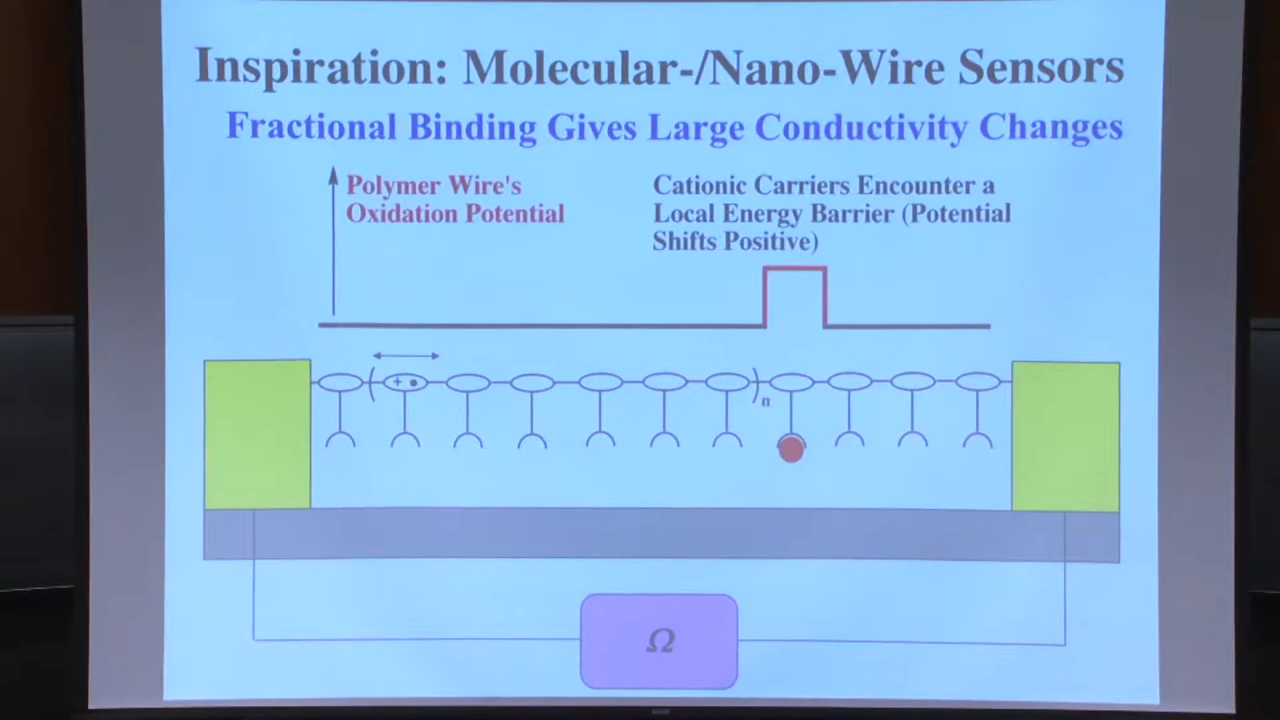 Inspiration: Molecular-/Nano-Wire Sensors
Fractional Binding Gives Large Conductivity Changes
Polymer Wire's
Oxidation Potential
Cationic Carriers Encounter a
Local Energy Barrier (Potential
Shifts Positive)
+ •
n
Ω